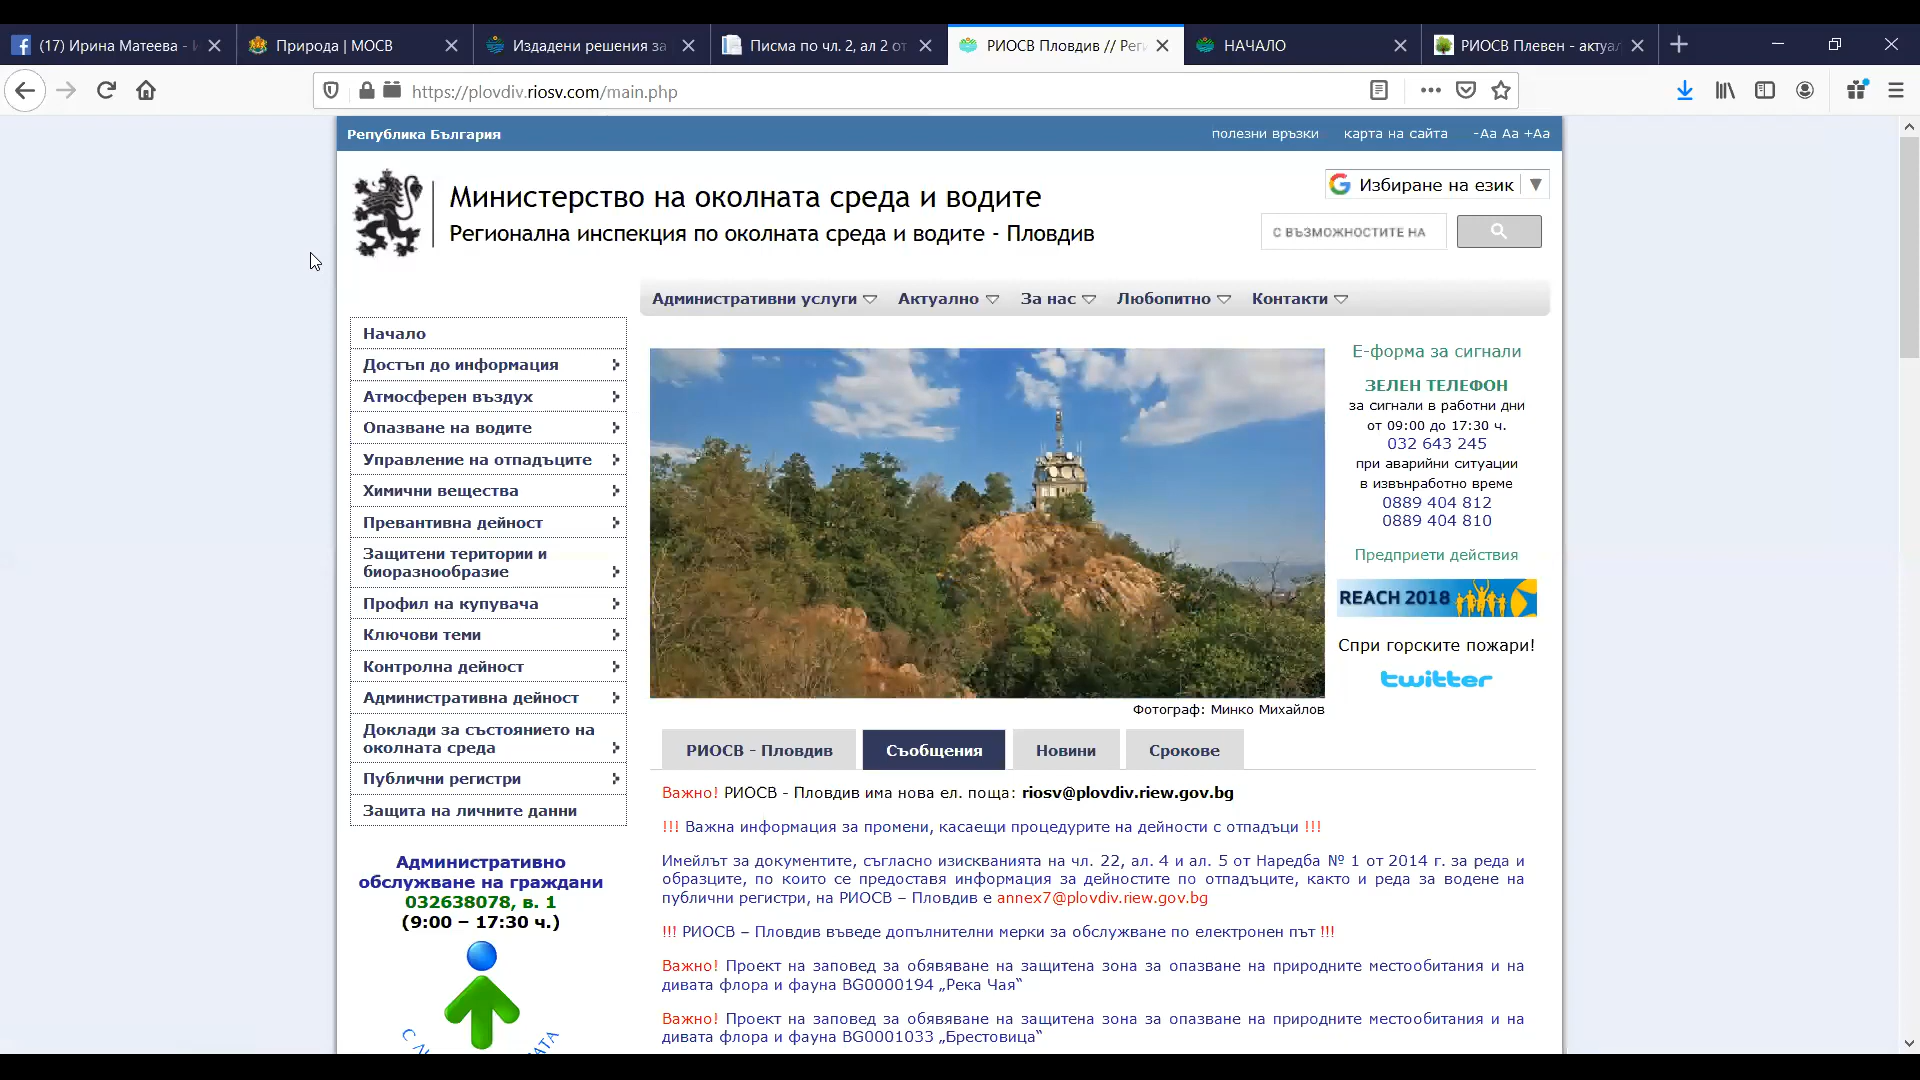 (17) Ирина Матеева -
Природа | МОСВ
Издадени решения за
Писма по чл. 2, ал 2 от
РИОСВ Пловдив // Реги
НАЧАЛО
РИОСВ Плевен - актуал
https://plovdiv.riosv.com/main.php
Република България
полезни връзки карта на сайта -Aa Aa +Aa
Министерство на околната среда и водите
Регионална инспекция по околната среда и водите - Пловдив
Избиране на език ▼
С ВЪЗМОЖНОСТИТЕ НА
Административни услуги Актуално За нас Любопитно Контакти
Начало
Достъп до информация
Атмосферен въздух
Опазване на водите
Управление на отпадъците
Химични вещества
Превантивна дейност
Защитени територии и
биоразнообразие
Профил на купувача
Ключови теми
Контролна дейност
Административна дейност
Доклади за състоянието на
околната среда
Публични регистри
Защита на личните данни
Административно
обслужване на граждани
032638078, в. 1
(9:00 – 17:30 ч.)
Е-форма за сигнали
ЗЕЛЕН ТЕЛЕФОН
за сигнали в работни дни
от 09:00 до 17:30 ч.
032 643 245
при аварийни ситуации
в извънработно време
0889 404 812
0889 404 810
Предприети действия
REACH 2018
Спри горските пожари!
twitter
Фотограф: Минко Михайлов
РИОСВ - Пловдив Съобщения Новини Срокове
Важно! РИОСВ - Пловдив има нова ел. поща: riosv@plovdiv.riew.gov.bg
!!! Важна информация за промени, касаещи процедурите на дейности с отпадъци !!!
Имейлът за документите, съгласно изискванията на чл. 22, ал. 4 и ал. 5 от Наредба № 1 от 2014 г. за реда и
образците, по които се предоставя информация за дейностите по отпадъците, както и реда за водене на
публични регистри, на РИОСВ – Пловдив е annex7@plovdiv.riew.gov.bg
!!! РИОСВ – Пловдив въведе допълнителни мерки за обслужване по електронен път !!!
Важно! Проект на заповед за обявяване на защитена зона за опазване на природните местообитания и на
дивата флора и фауна BG0000194 „Река Чая“
Важно! Проект на заповед за обявяване на защитена зона за опазване на природните местообитания и на
дивата флора и фауна BG0001033 „Брестовица“